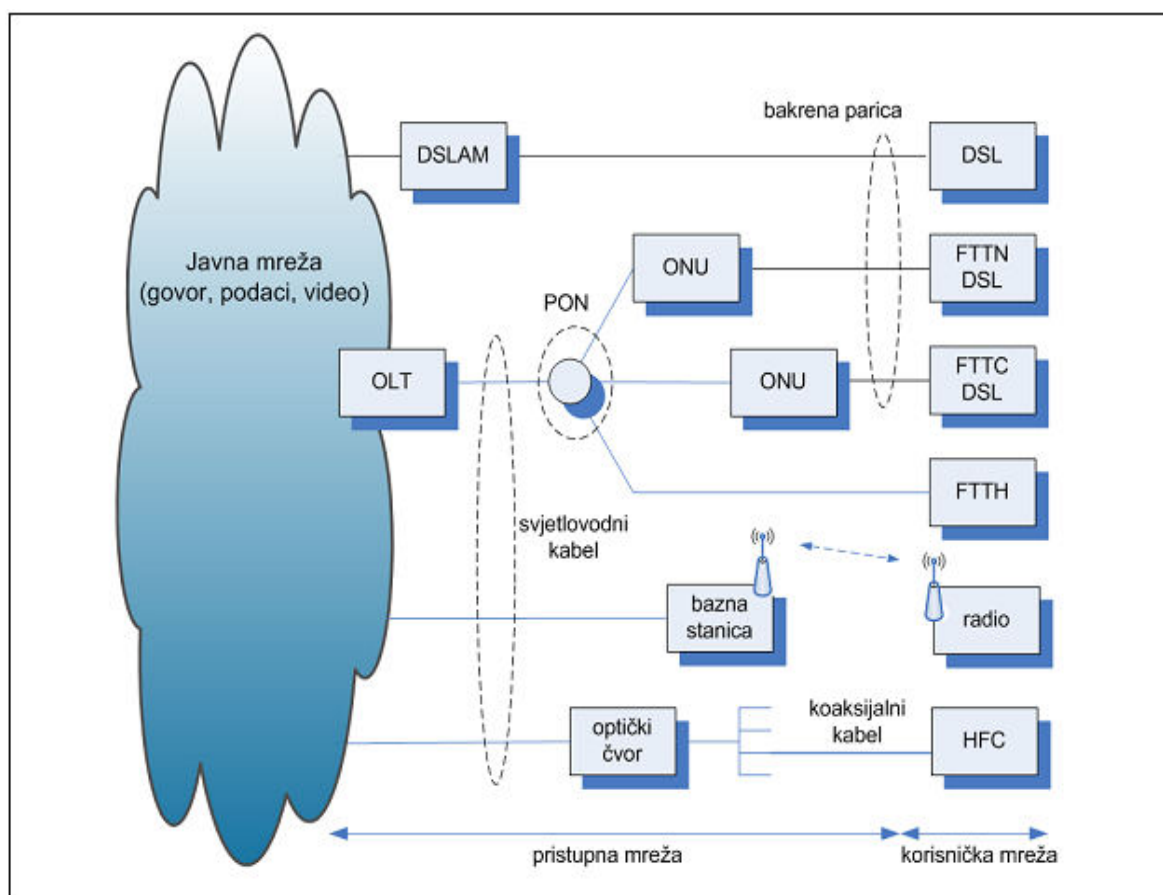 bakrena parica
DSLAM
DSL
Javna mreža
(govor, podaci, video)
ONU
FTTN
DSL
PON
OLT
ONU
FTTC
DSL
FTTH
svjetlovodni
kabel
bazna
stanica
radio
optički
čvor
koaksijalni
kabel
HFC
pristupna mreža
korisnička mreža